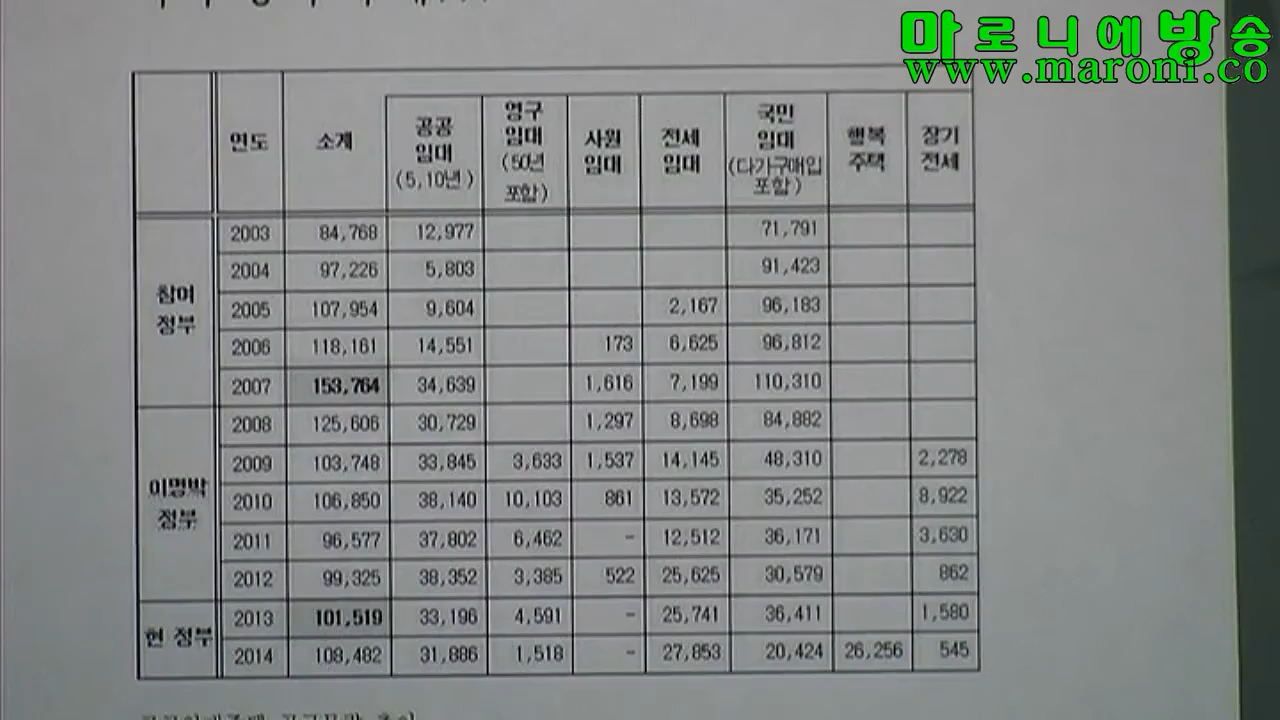 마로니에방송
www.maroni.co
연도 소계 공공임대(5,10년) 영구임대(50년포함) 사원임대 전세임대 국민임대(다가구매입포함) 행복주택 장기전세
참여정부
2003 84,768 12,977 71,791
2004 97,226 5,803 91,423
2005 107,954 9,604 2,167 96,183
2006 118,161 14,551 173 6,625 96,812
2007 153,764 34,639 1,616 7,199 110,310
이명박정부
2008 125,606 30,729 1,297 8,698 84,882
2009 103,748 33,845 3,633 1,537 14,145 48,310 2,278
2010 106,850 38,140 10,103 861 13,572 35,252 8,922
2011 96,577 37,802 6,462 - 12,512 36,171 3,630
2012 99,325 38,352 3,385 522 25,625 30,579 862
현 정부
2013 101,519 33,196 4,591 - 25,741 36,411 1,580
2014 108,482 31,886 1,518 - 27,853 20,424 26,256 545